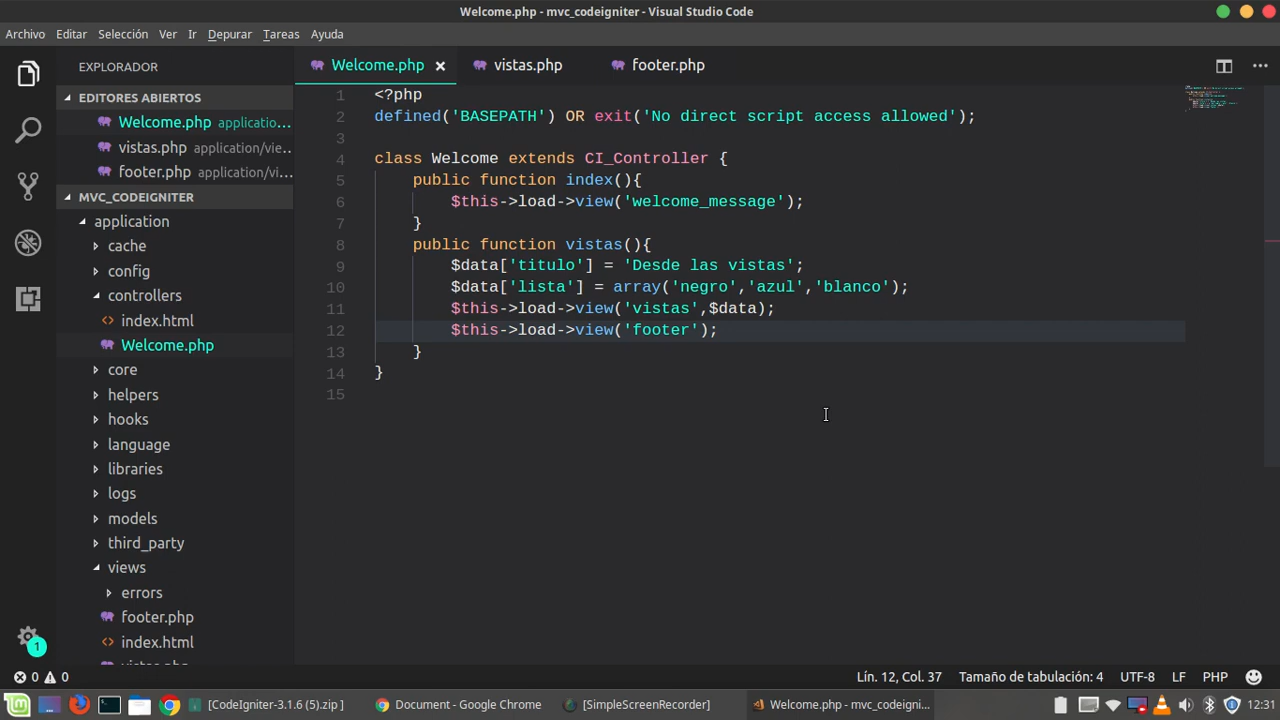 Welcome.php - mvc_codeigniter - Visual Studio Code
Archivo Editar Selección Ver Ir Depurar Tareas Ayuda
EXPLORADOR
EDITORES ABIERTOS
Welcome.php applicatio...
vistas.php application/vie...
footer.php application/vi...
MVC_CODEIGNITER
application
cache
config
controllers
index.html
Welcome.php
core
helpers
hooks
language
libraries
logs
models
third_party
views
errors
footer.php
index.html
vistas.php
1
Welcome.php vistas.php footer.php
1 <?php
2 defined('BASEPATH') OR exit('No direct script access allowed');
3
4 class Welcome extends CI_Controller {
5 public function index(){
6 $this->load->view('welcome_message');
7 }
8 public function vistas(){
9 $data['titulo'] = 'Desde las vistas';
10 $data['lista'] = array('negro','azul','blanco');
11 $this->load->view('vistas',$data);
12 $this->load->view('footer');
13 }
14 }
15
0 0 Lín. 12, Col. 37 Tamaño de tabulación: 4 UTF-8 LF PHP
[CodeIgniter-3.1.6 (5).zip ] Document - Google Chrome [SimpleScreenRecorder] Welcome.php - mvc_codeignit... 12:31